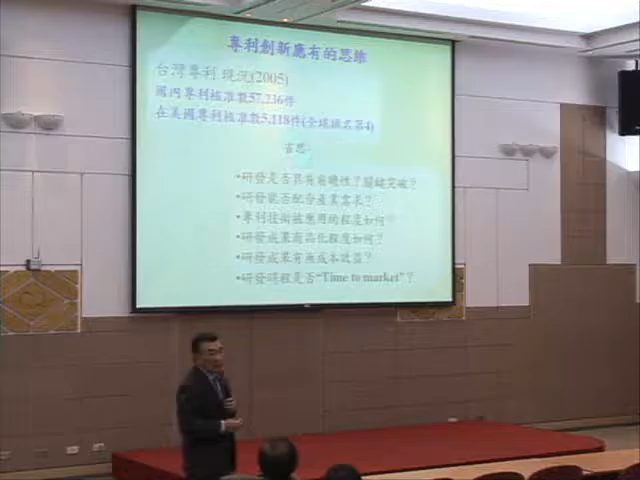 專利創新應有的思維
台灣專利 現況(2005)
國內專利核准數57,236件
在美國專利核准數5,118件(全球排名第4)
省思:
•研發是否具有前瞻性？關鍵突破？
•研發能否配合產業需求？
•專利技術被應用的程度如何？
•研發成果商品化程度如何？
•研發成果有無成本效益？
•研發時程是否“Time to market”？